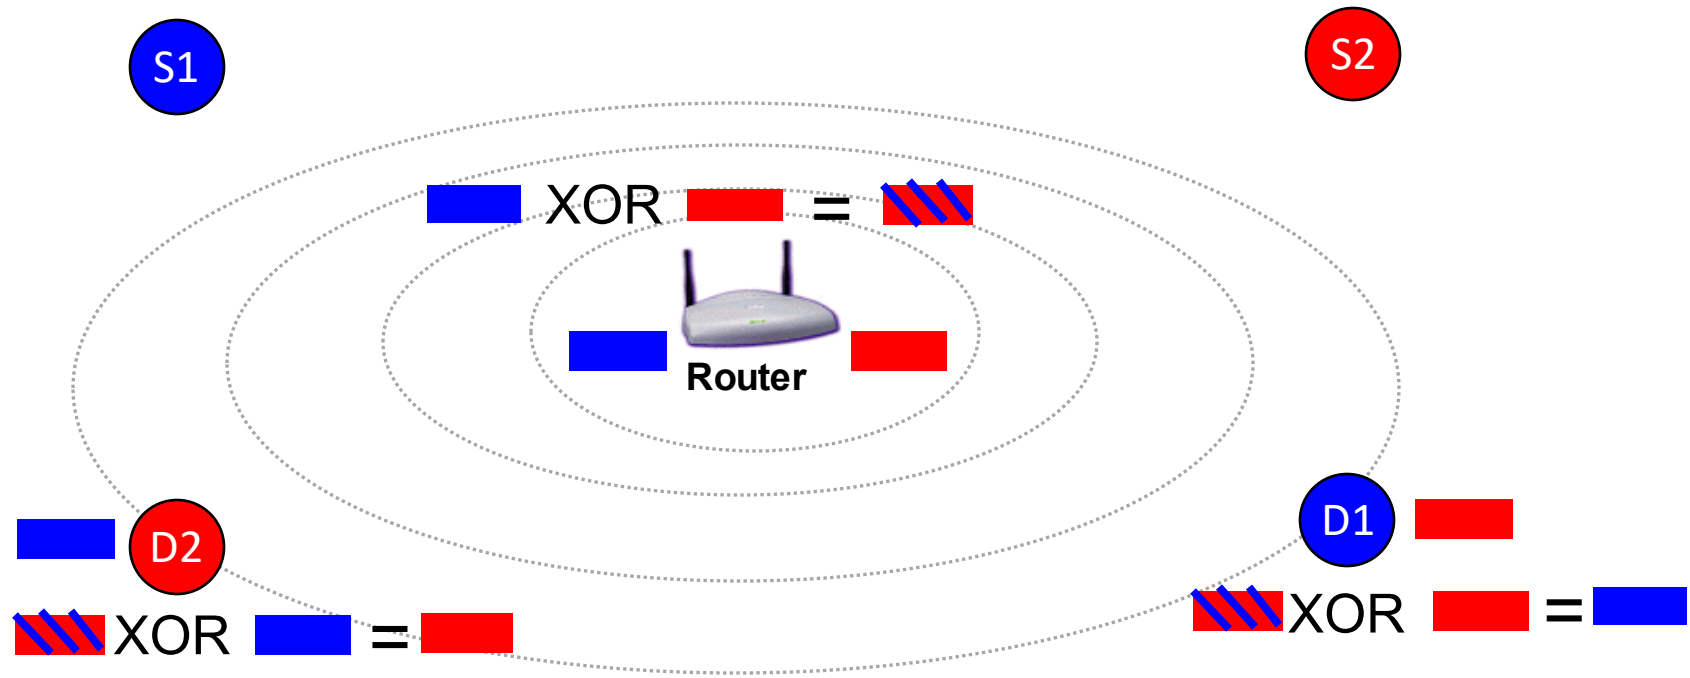 S1
S2
XOR =
Router
D2
D1
XOR =
XOR =